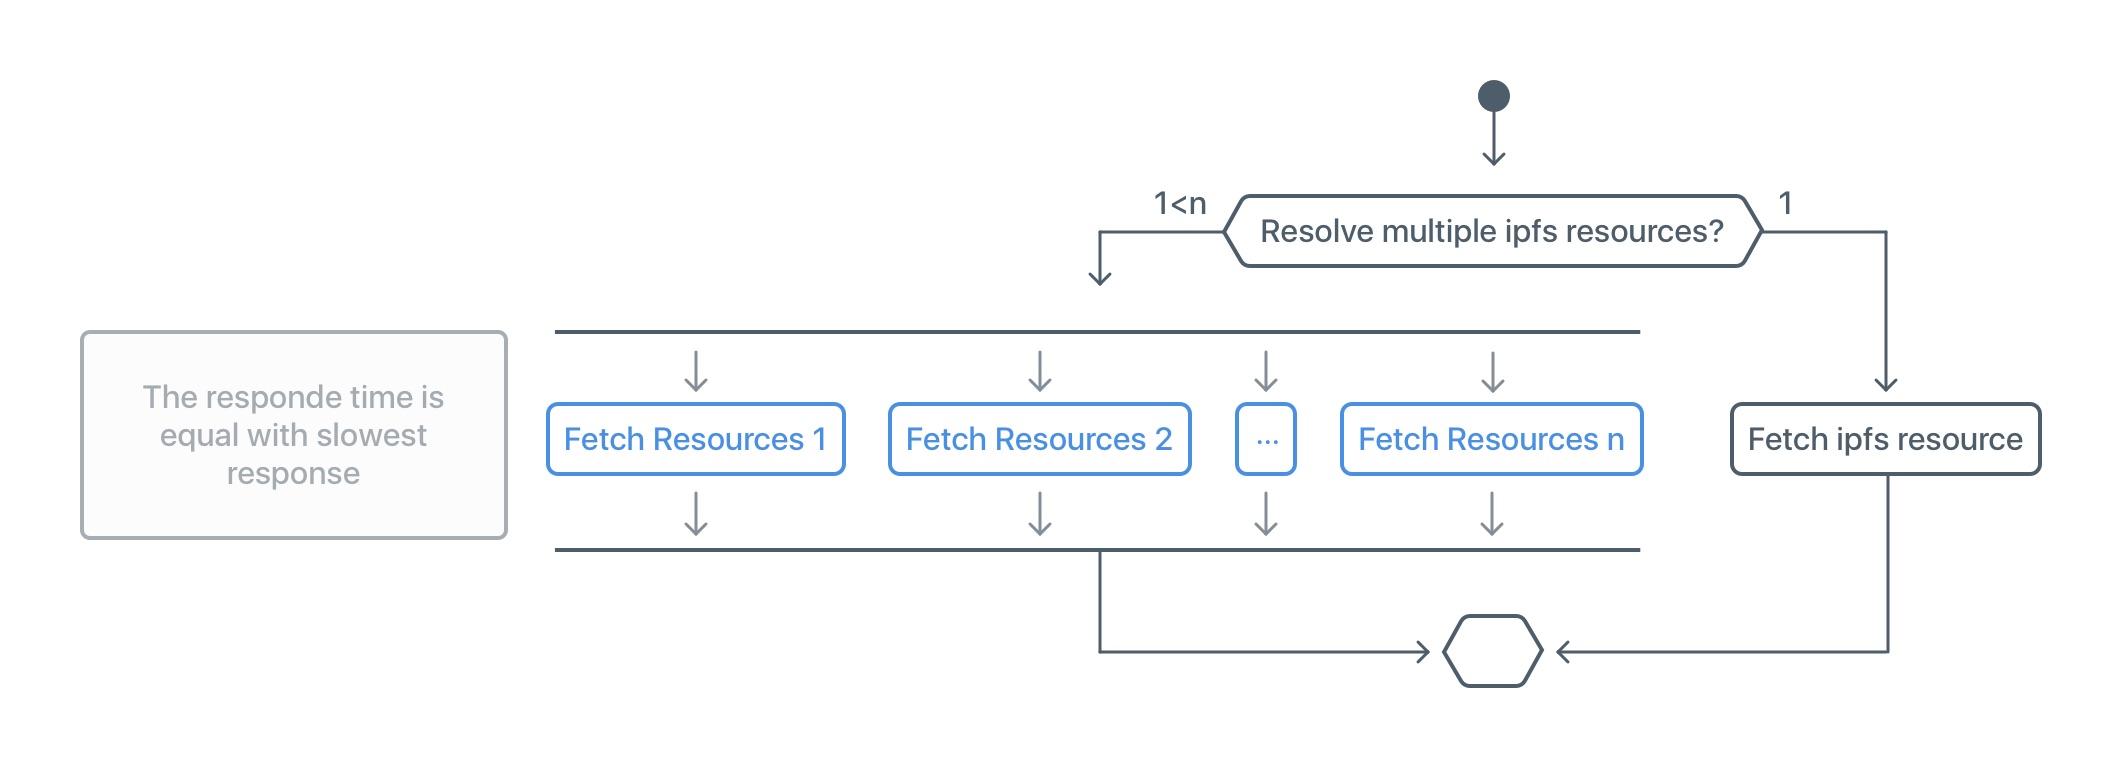 1<n
Resolve multiple ipfs resources?
1
The responde time is
equal with slowest
response
Fetch Resources 1
Fetch Resources 2
...
Fetch Resources n
Fetch ipfs resource